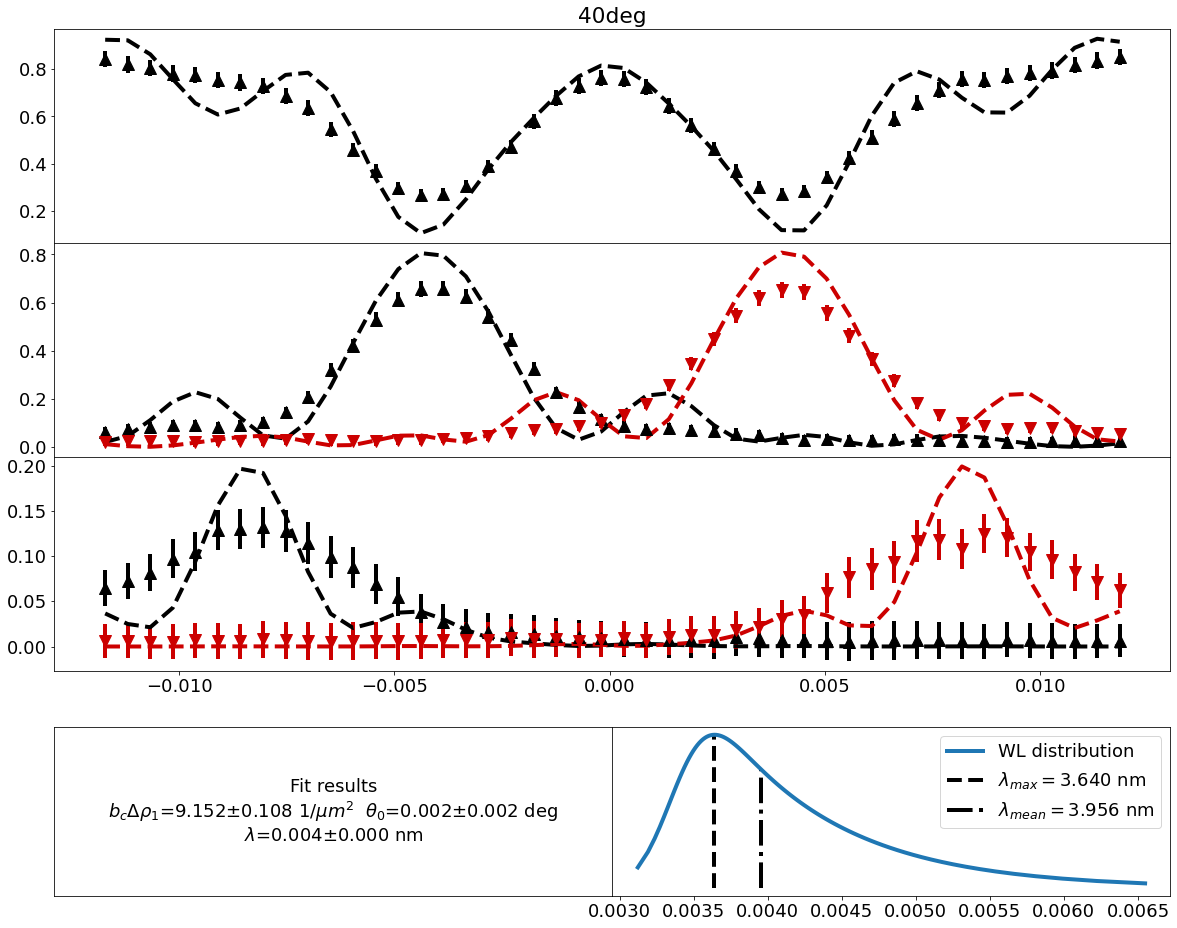 40deg
0.8
0.6
0.4
0.2
0.8
0.6
0.4
0.2
0.0
0.20
0.15
0.10
0.05
0.00
−0.010 −0.005 0.000 0.005 0.010
Fit results
b_cΔρ_1=9.152±0.108 1/μm^2 θ_0=0.002±0.002 deg
λ=0.004±0.000 nm
WL distribution
λ_max = 3.640 nm
λ_mean = 3.956 nm
0.0030 0.0035 0.0040 0.0045 0.0050 0.0055 0.0060 0.0065